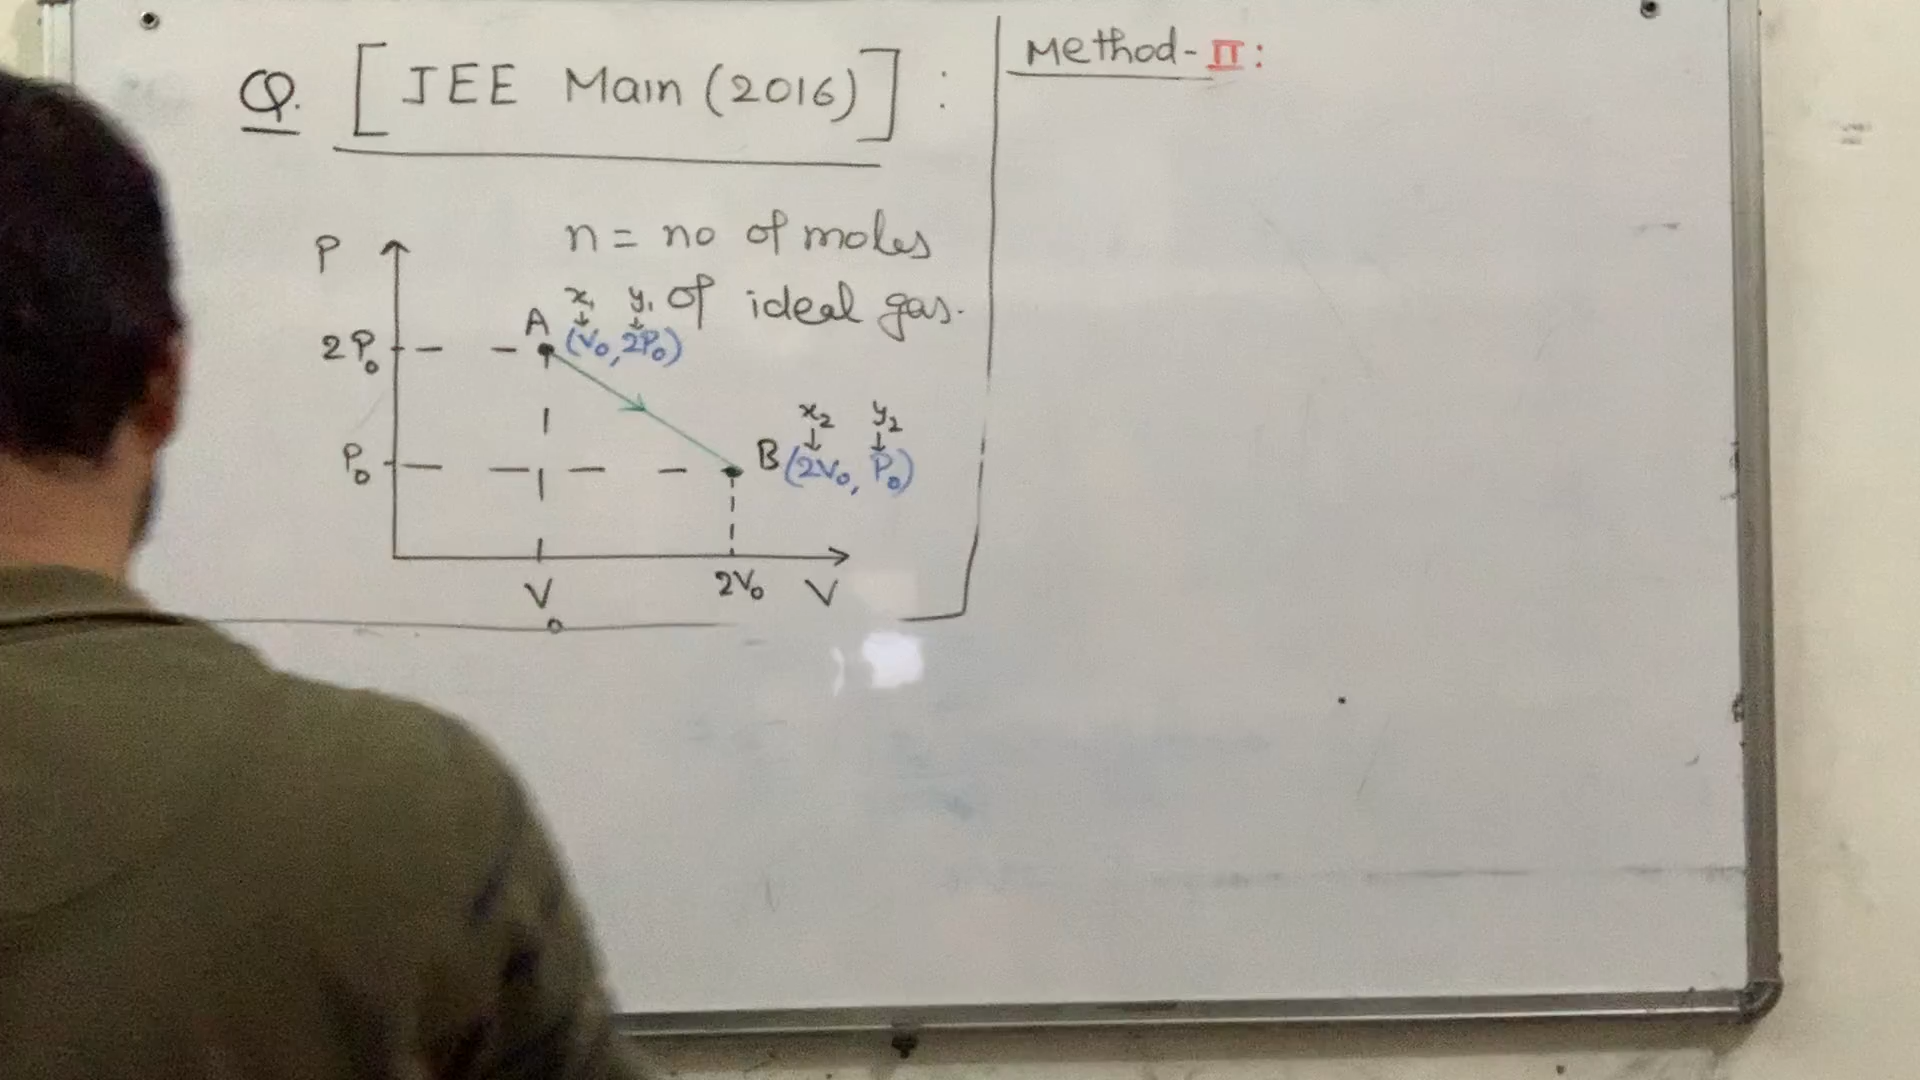 Q. [JEE Main (2016)] :
n = no of moles
of ideal gas.
P
x₁ y₁
A (V₀, 2P₀)
2P₀
x₂ y₂
B (2V₀, P₀)
P₀
V₀ 2V₀ V
Method-II: